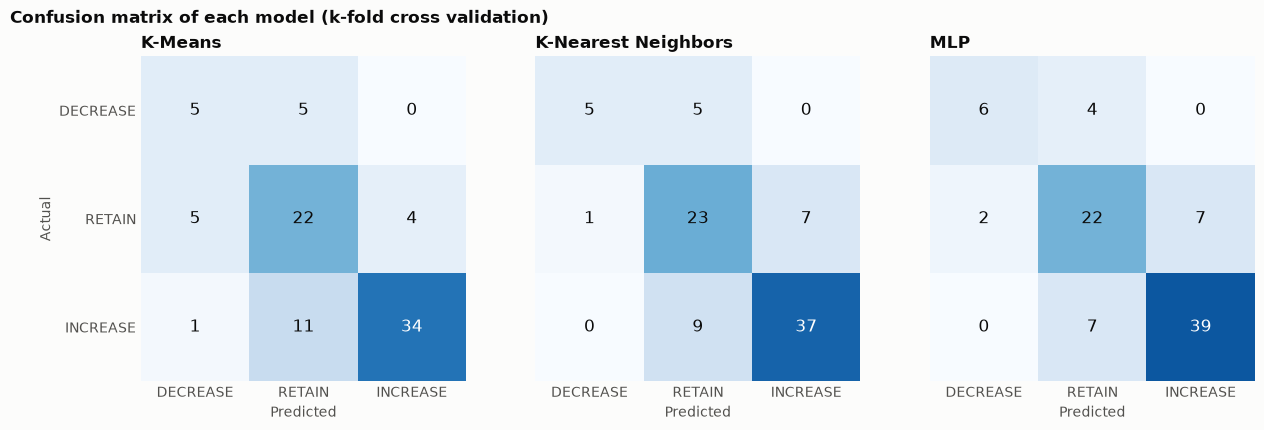 Confusion matrix of each model (k-fold cross validation)
K-Means
K-Nearest Neighbors
MLP
Actual
DECREASE
5 5 0
5 5 0
6 4 0
RETAIN
5 22 4
1 23 7
2 22 7
INCREASE
1 11 34
0 9 37
0 7 39
DECREASE RETAIN INCREASE
Predicted
DECREASE RETAIN INCREASE
Predicted
DECREASE RETAIN INCREASE
Predicted